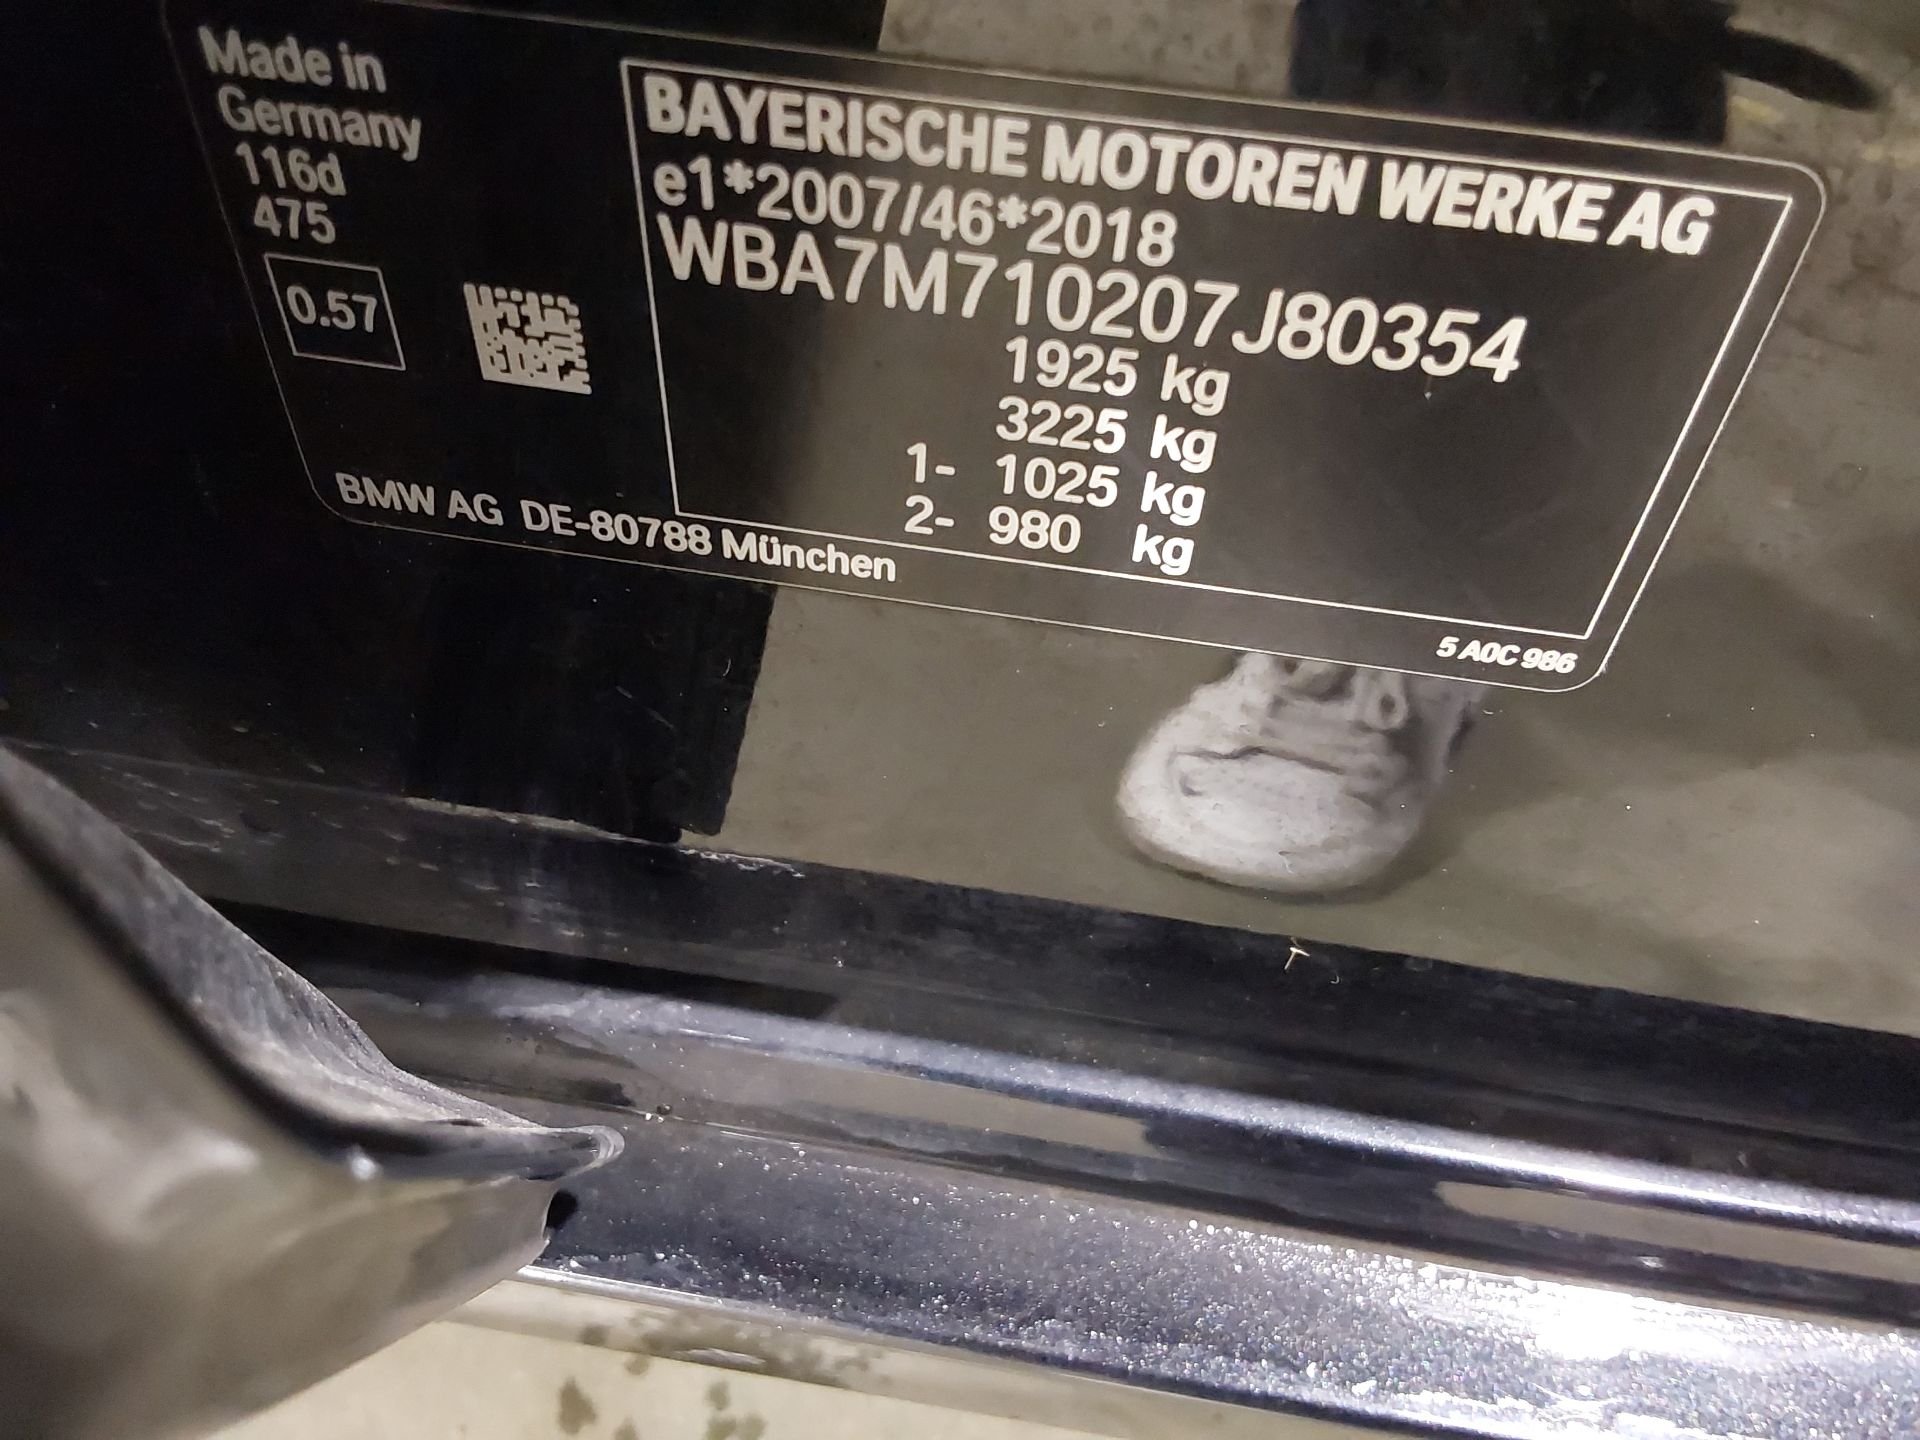 Made in
Germany
116d
475
0.57
BAYERISCHE MOTOREN WERKE AG
e1*2007/46*2018
WBA7M710207J80354
1925 kg
3225 kg
1- 1025 kg
2- 980 kg
BMW AG DE-80788 München
5 A0C 986